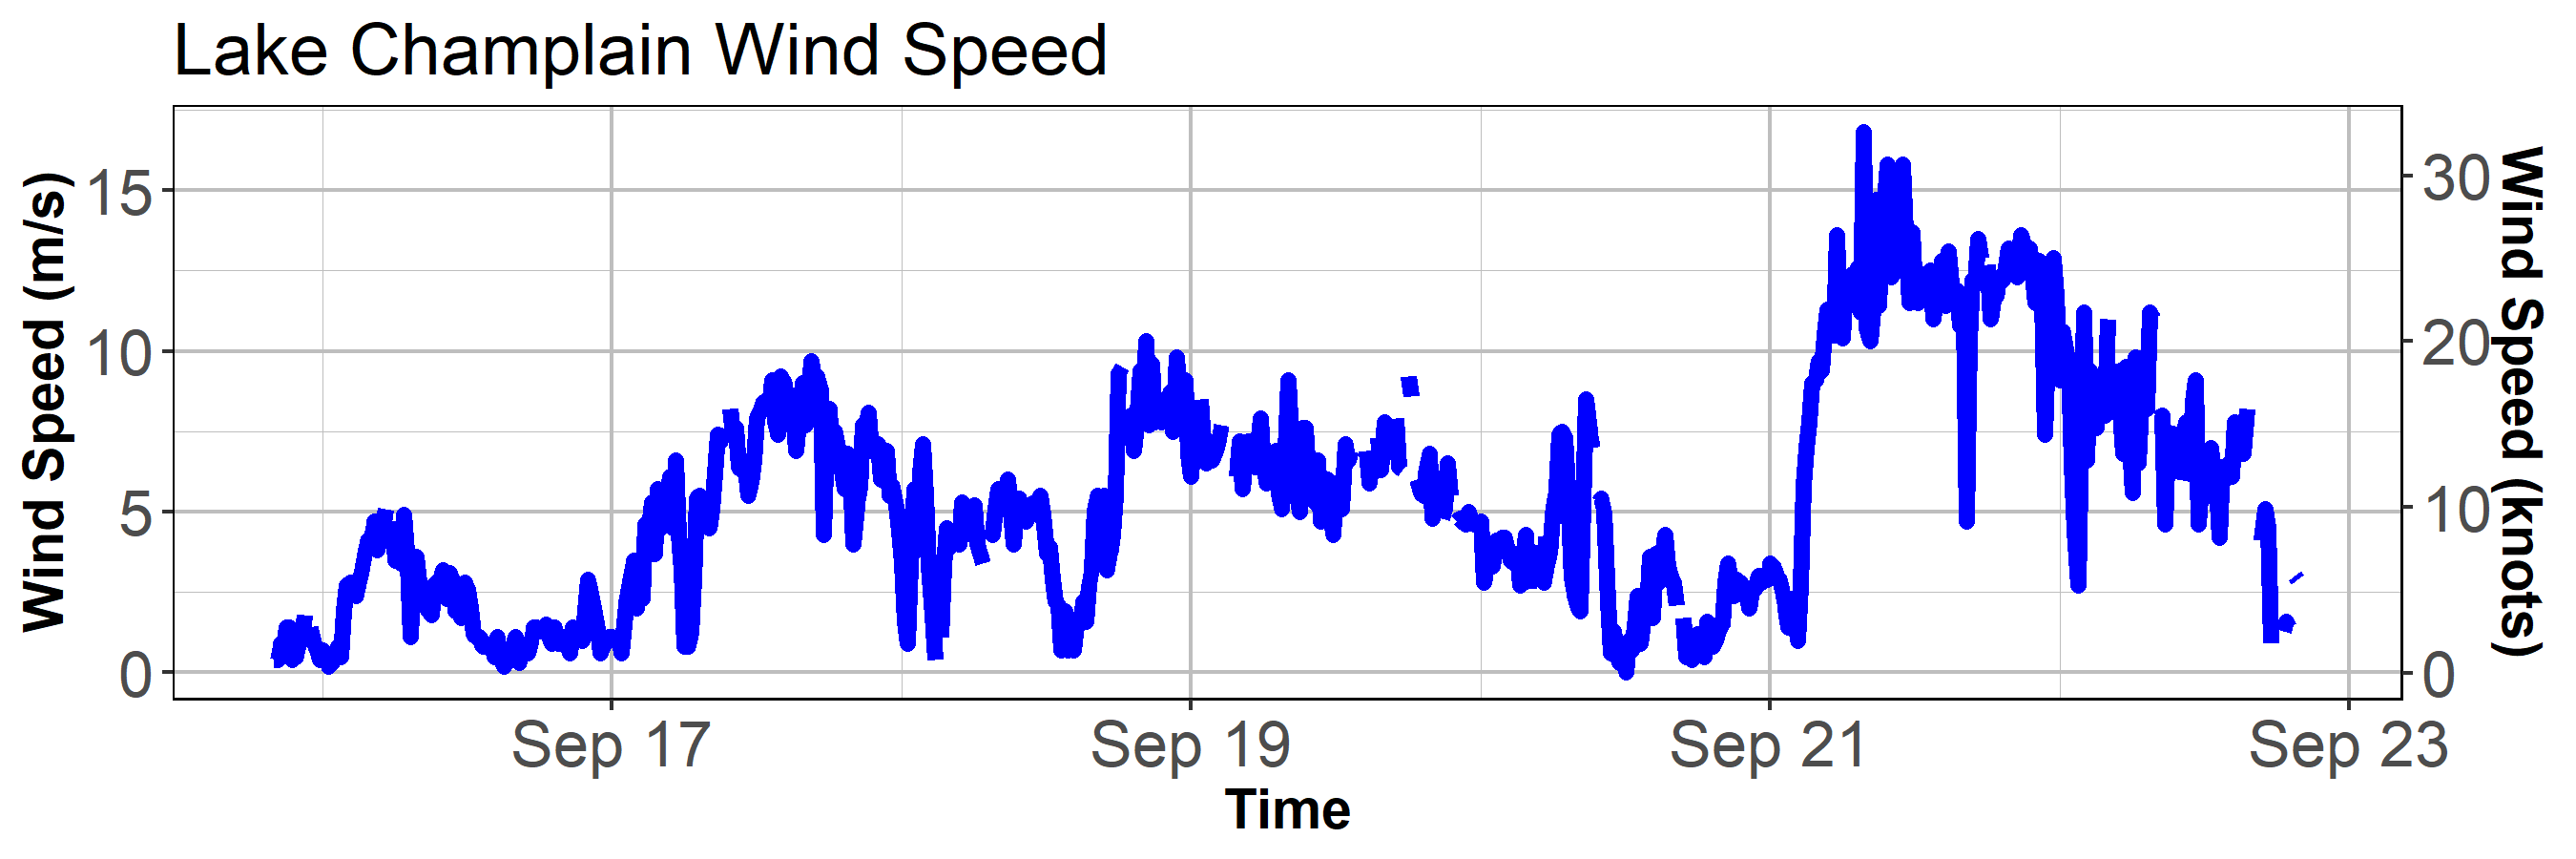 Lake Champlain Wind Speed
Wind Speed (m/s)
15
10
5
0
30
20
10
0
Wind Speed (knots)
Sep 17
Sep 19
Sep 21
Sep 23
Time